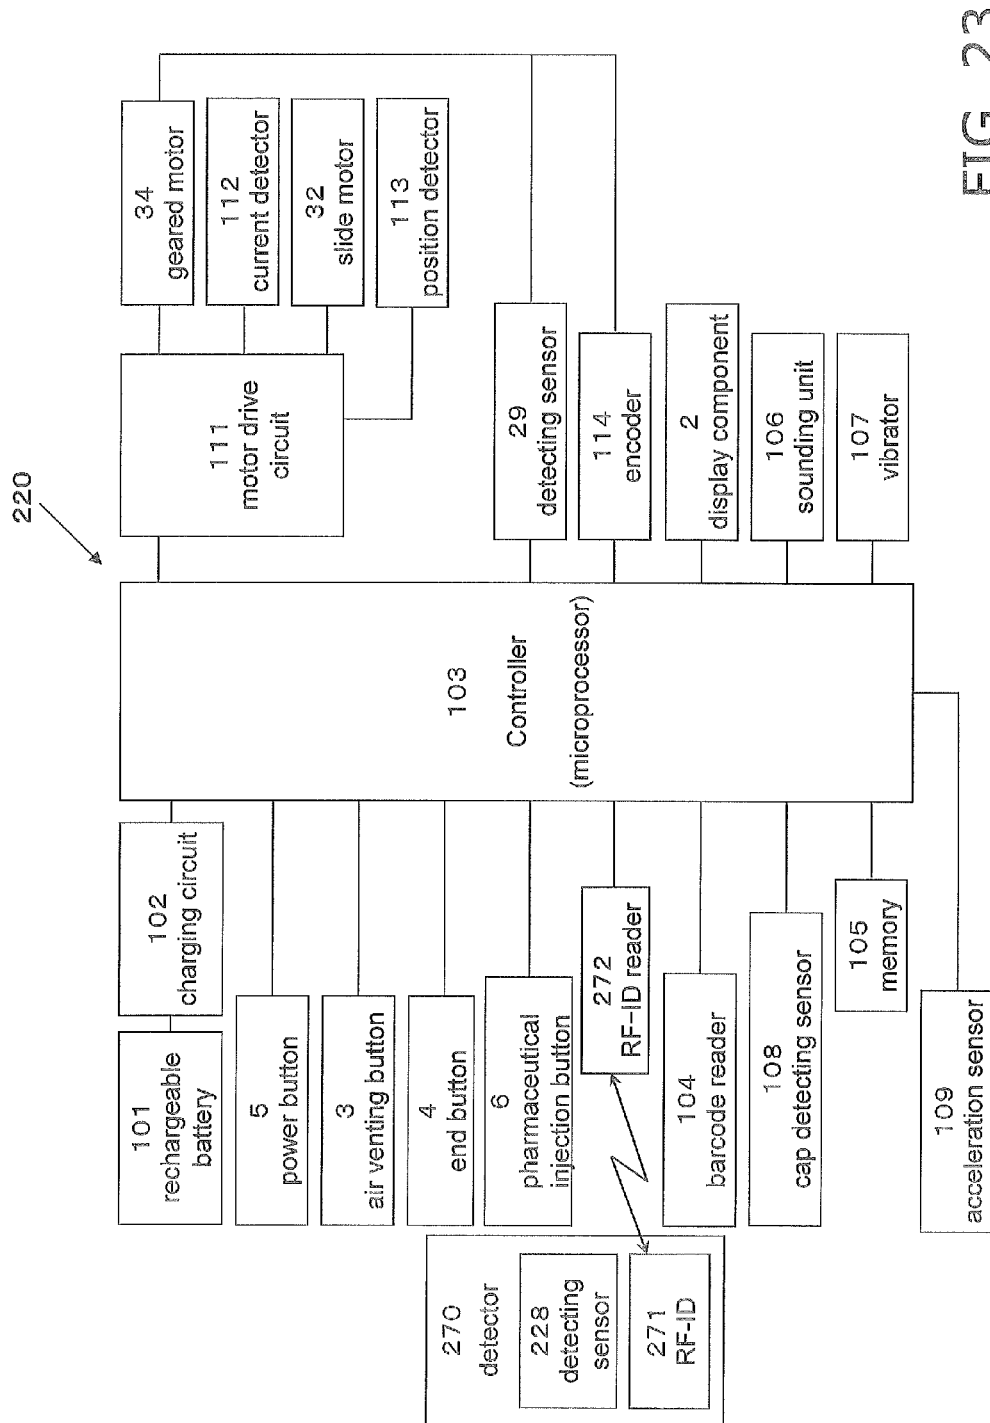 220
101
rechargeable
battery
102
charging circuit
5
power button
3
air venting button
4
end button
6
pharmaceutical
injection button
272
RF-ID reader
104
barcode reader
108
cap detecting sensor
105
memory
109
acceleration sensor
270
detector
228
detecting
sensor
271
RF-ID
103
Controller
(microprocessor)
111
motor drive
circuit
34
geared motor
112
current detector
32
slide motor
113
position detector
29
detecting sensor
114
encoder
2
display component
106
sounding unit
107
vibrator
FIG 23